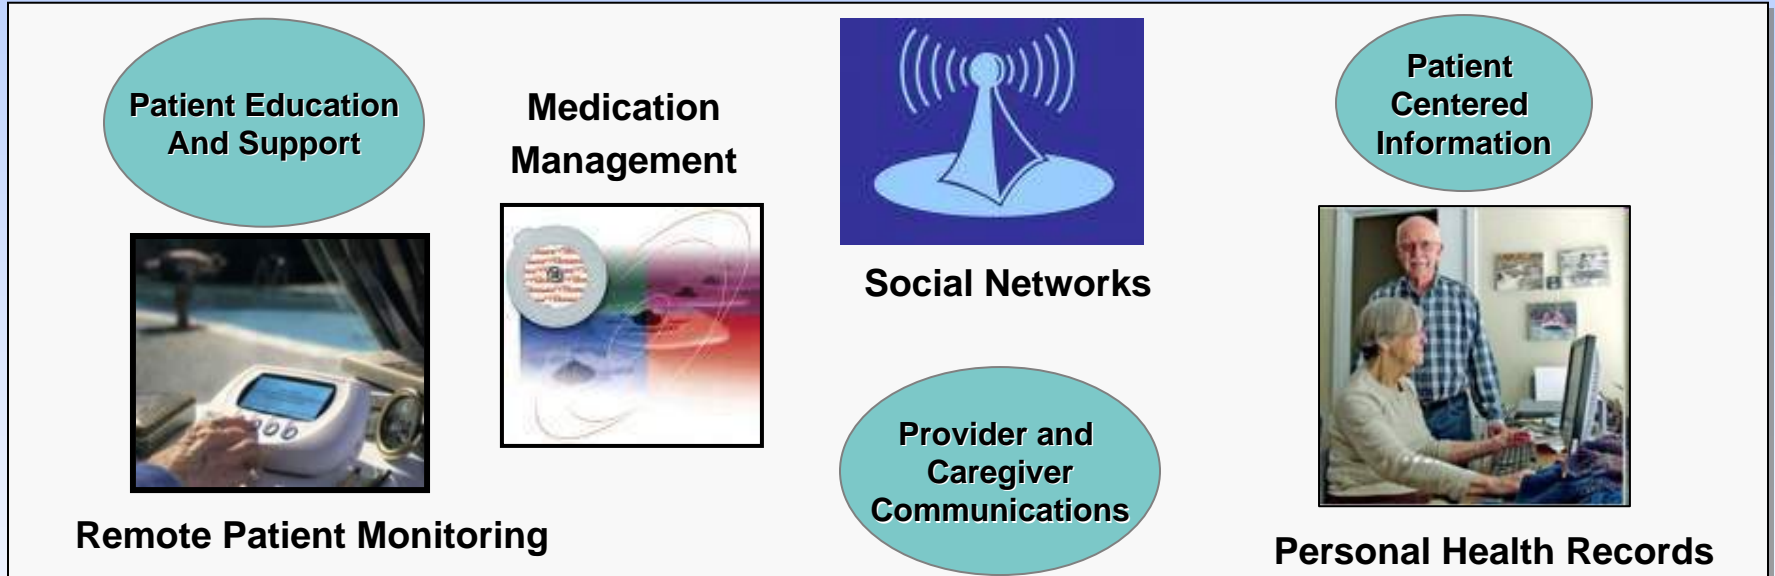 Patient Education
And Support
Medication
Management
Social Networks
Patient
Centered
Information
Remote Patient Monitoring
Provider and
Caregiver
Communications
Personal Health Records